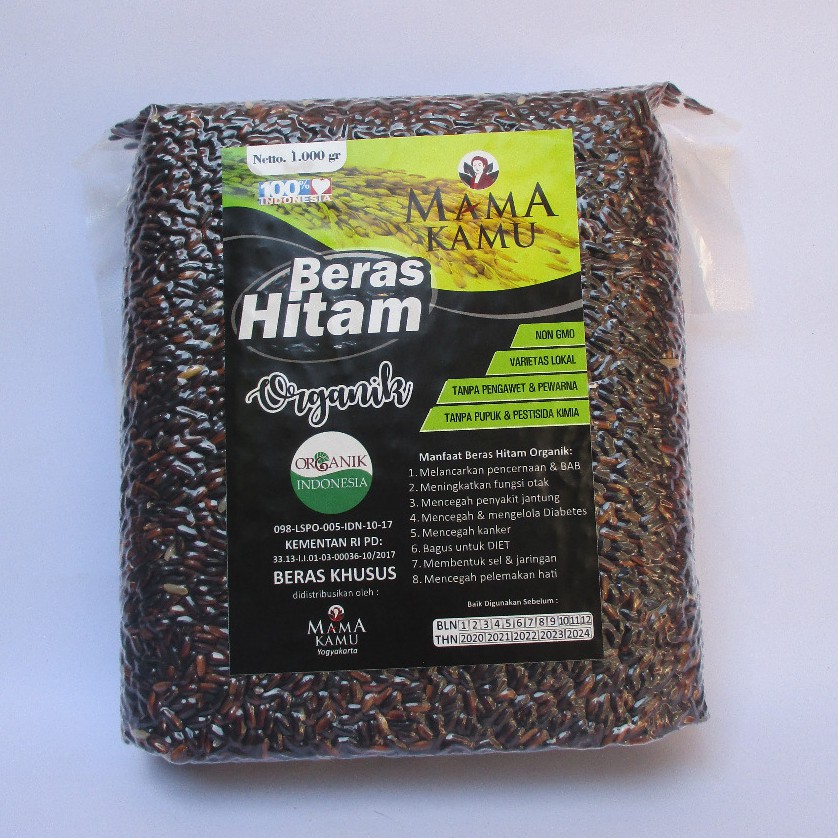 Netto. 1.000 gr
100%
INDONESIA
MAMA
KAMU
Beras
Hitam
Organik
NON GMO
VARIETAS LOKAL
TANPA PENGAWET & PEWARNA
TANPA PUPUK & PESTISIDA KIMIA
ORGANIK
INDONESIA
098-LSPO-005-IDN-10-17
KEMENTAN RI PD:
33.13-I.I.01-03-00036-10/2017
BERAS KHUSUS
didistribusikan oleh :
MAMA
KAMU
Yogyakarta
Manfaat Beras Hitam Organik:
1. Melancarkan pencernaan & BAB
2. Meningkatkan fungsi otak
3. Mencegah penyakit jantung
4. Mencegah & mengelola Diabetes
5. Mencegah kanker
6. Bagus untuk DIET
7. Membentuk sel & jaringan
8. Mencegah pelemakan hati
Baik Digunakan Sebelum :
BLN 1 2 3 4 5 6 7 8 9 10 11 12
THN 2020 2021 2022 2023 2024